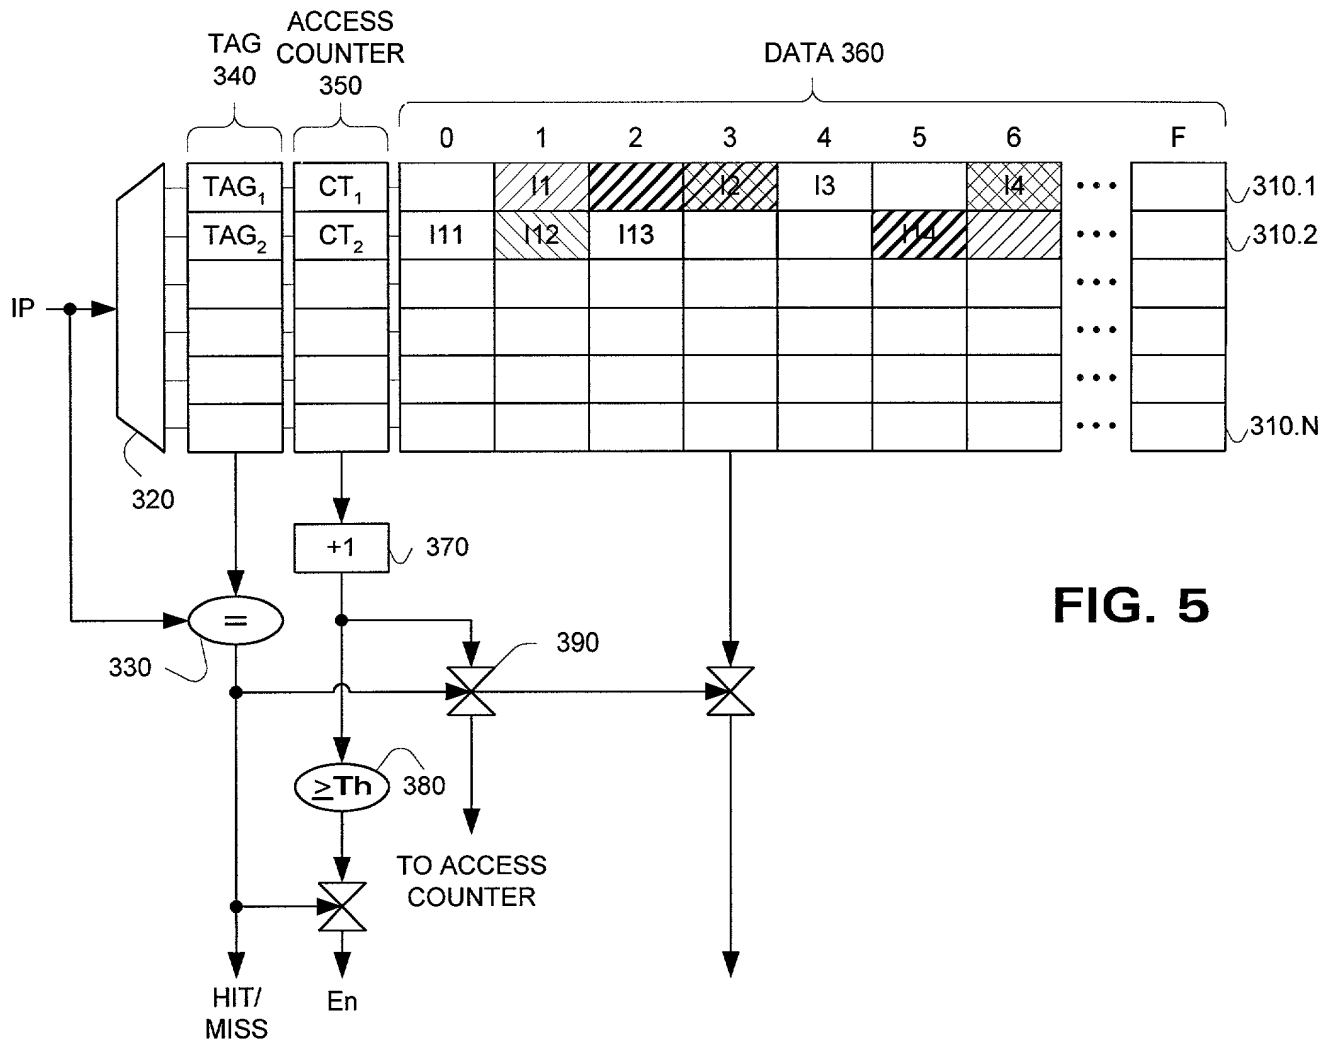 ACCESS
TAG COUNTER
340 350
DATA 360
0 1 2 3 4 5 6 F
TAG1 CT1 I1 I2 I3 I4 310.1
TAG2 CT2 I11 I12 I13 310.2
IP
310.N
320
+1 370
=
330
390
FIG. 5
≥Th 380
TO ACCESS
COUNTER
HIT/
MISS
En